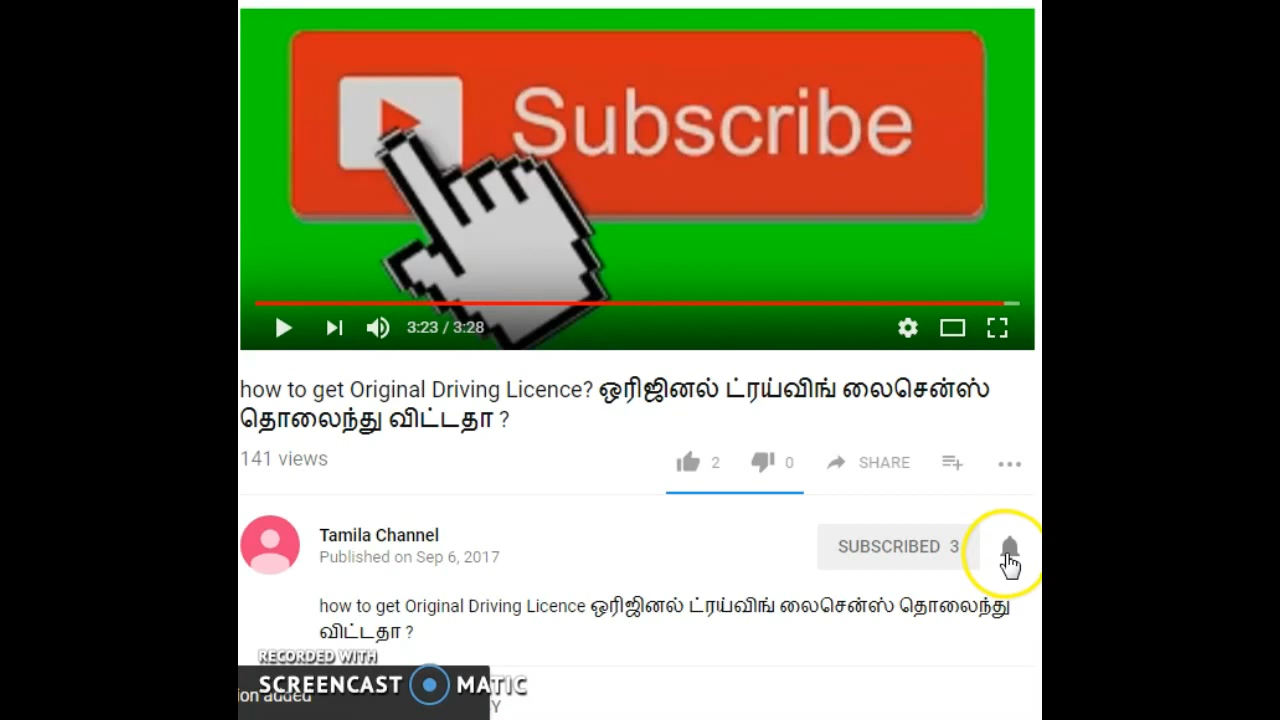 Subscribe
3:23 / 3:28
how to get Original Driving Licence? ஒரிஜினல் ட்ரய்விங் லைசென்ஸ்
தொலைந்து விட்டதா ?
141 views
2 0 SHARE
Tamila Channel
SUBSCRIBED 3
Published on Sep 6, 2017
how to get Original Driving Licence ஒரிஜினல் ட்ரய்விங் லைசென்ஸ் தொலைந்து
விட்டதா ?
RECORDED WITH
SCREENCAST MATIC
added